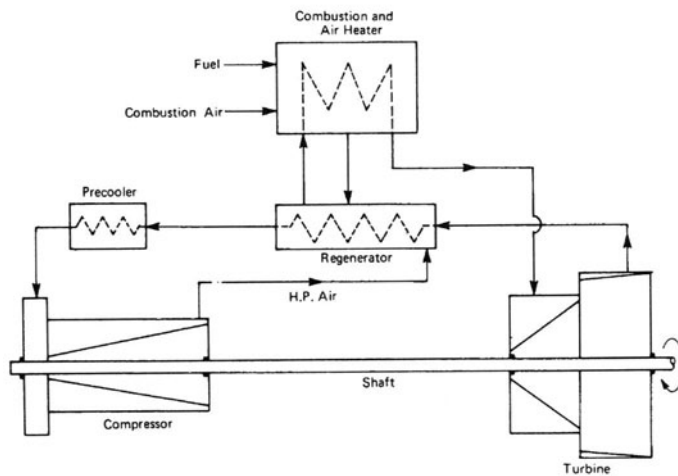 Combustion and
Air Heater
Fuel
Combustion Air
Precooler
Regenerator
H.P. Air
Shaft
Compressor
Turbine